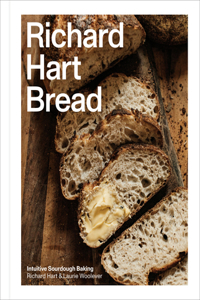 Richard
Hart
Bread
Intuitive Sourdough Baking
Richard Hart & Laurie Woolever